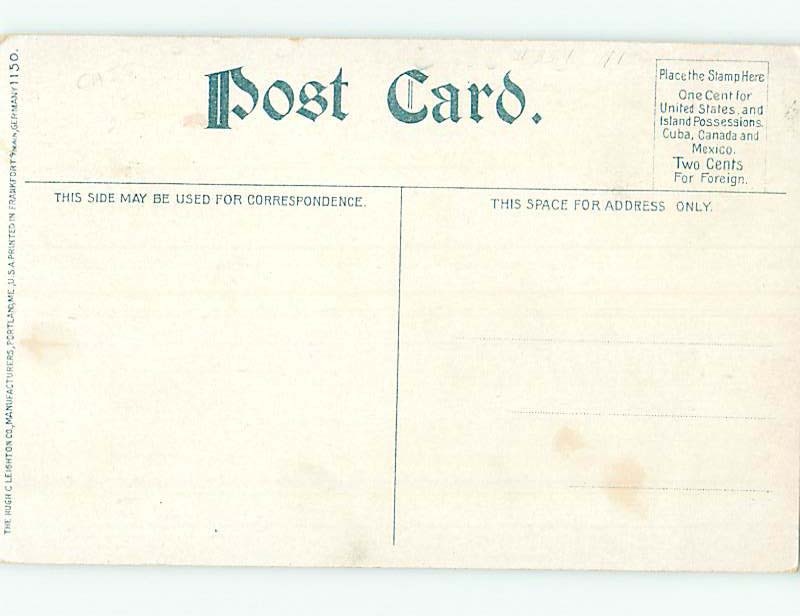 Post Card.
Place the Stamp Here
One Cent for
United States, and
Island Possessions.
Cuba, Canada and
Mexico.
Two Cents
For Foreign.
THIS SIDE MAY BE USED FOR CORRESPONDENCE.
THIS SPACE FOR ADDRESS ONLY.
THE HUGH C LEIGHTON CO., MANUFACTURERS, PORTLAND, ME., U.S.A. PRINTED IN FRANKFORT GERMANY 1150.